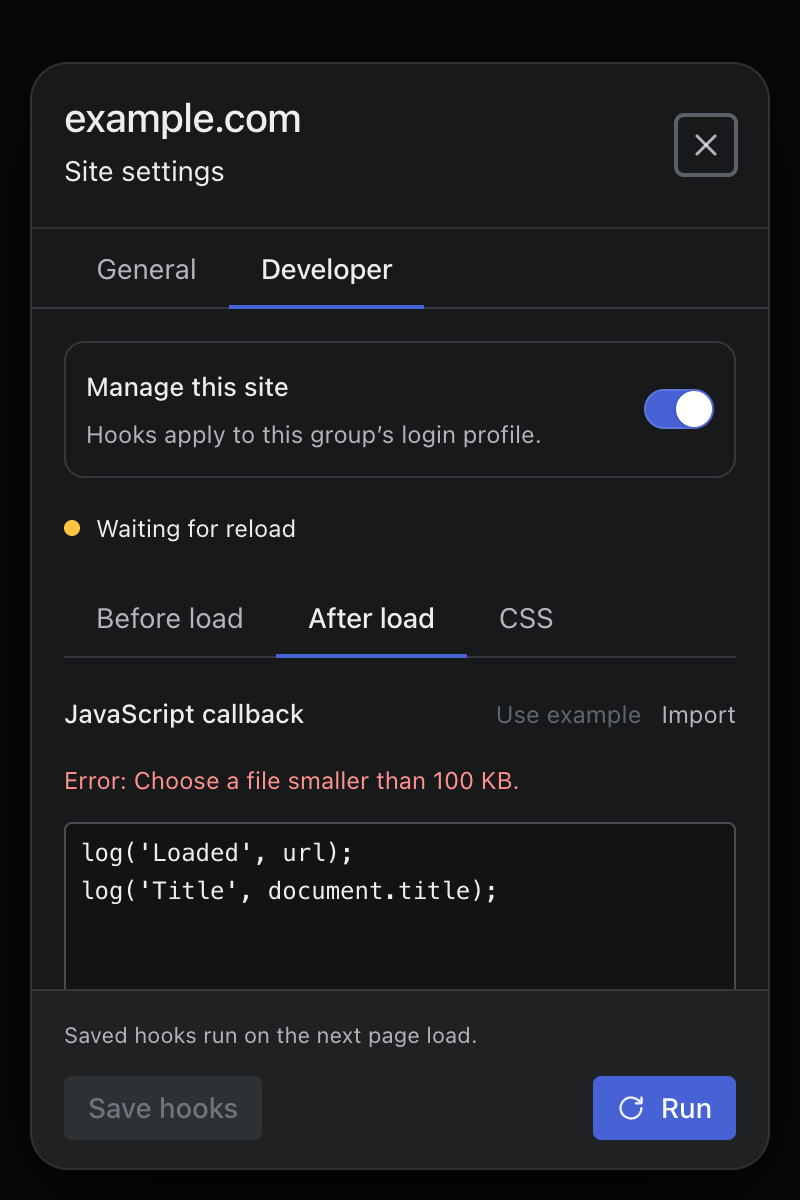 example.com
Site settings
General
Developer
Manage this site
Hooks apply to this group’s login profile.
Waiting for reload
Before load
After load
CSS
JavaScript callback
Use example
Import
Error: Choose a file smaller than 100 KB.
log('Loaded', url);
log('Title', document.title);
Saved hooks run on the next page load.
Save hooks
Run